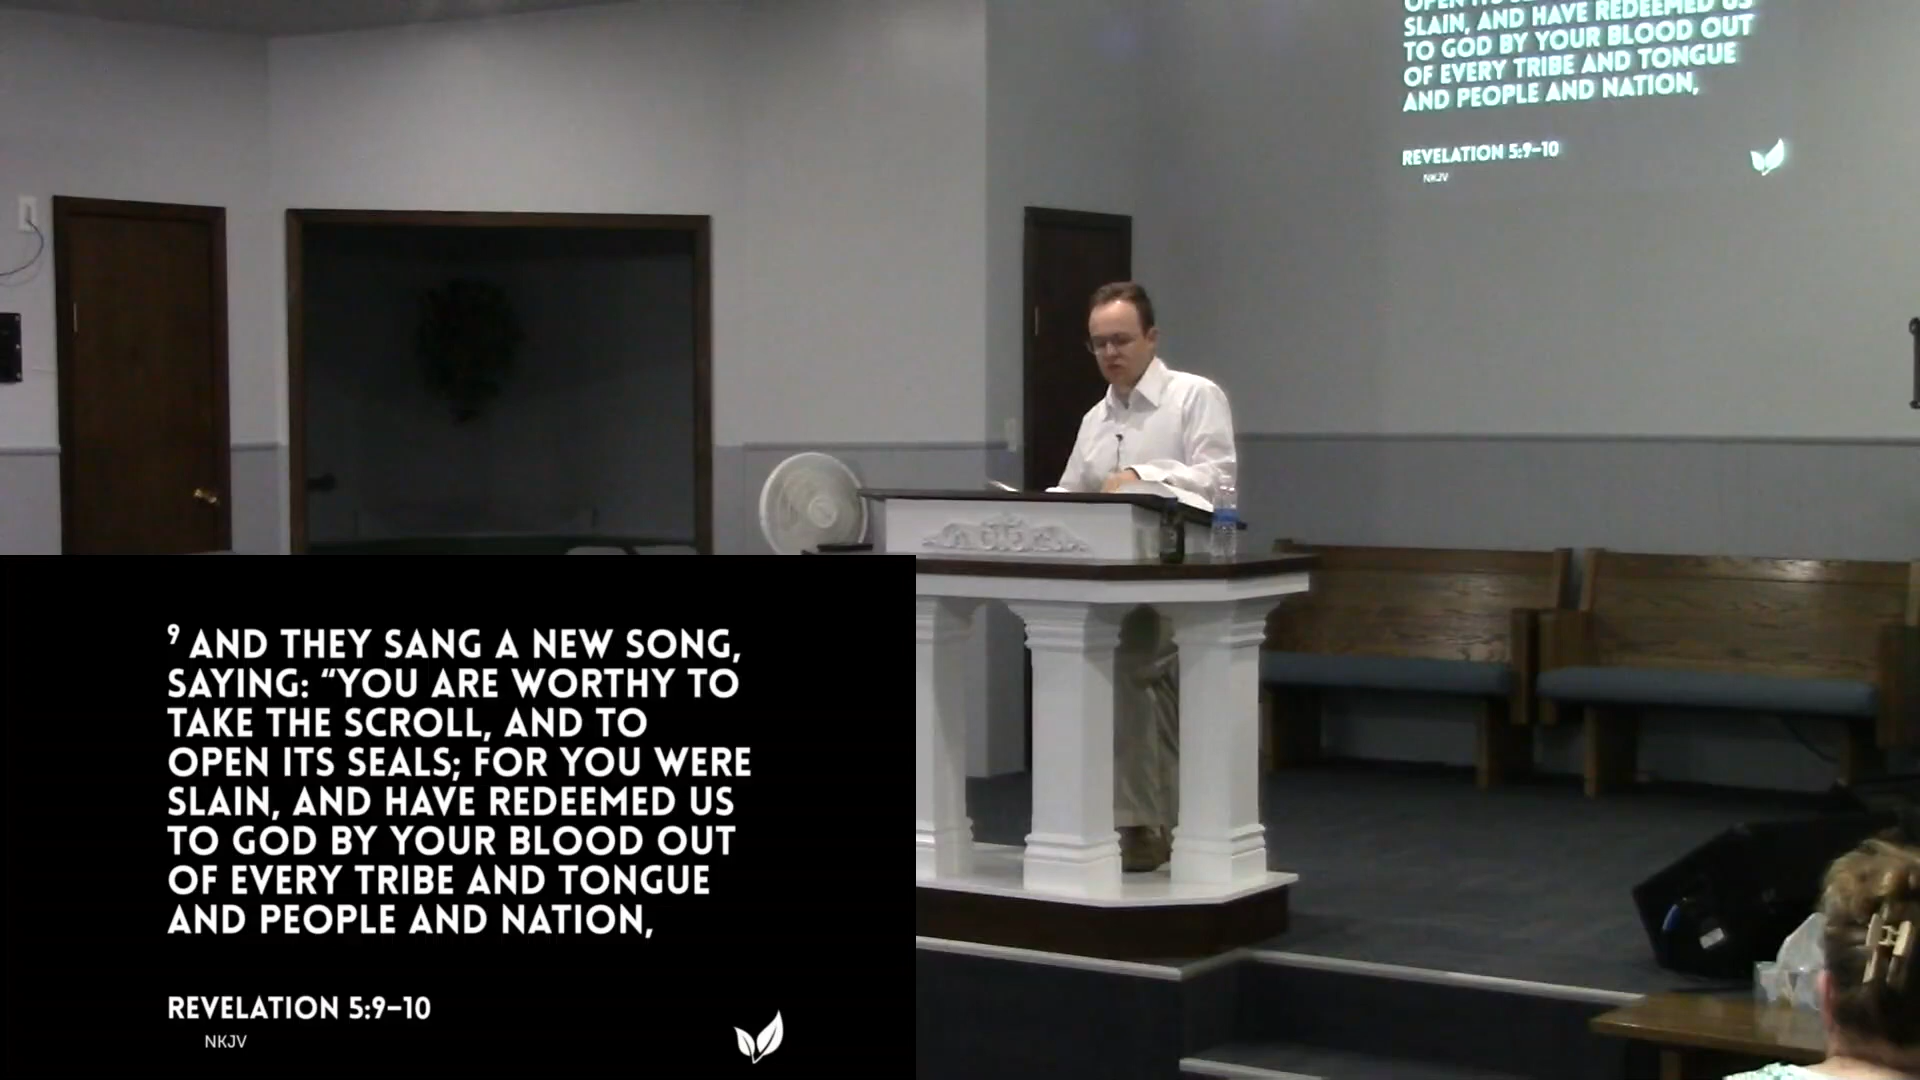 OPEN ITS SE
SLAIN, AND HAVE REDEEMED US
TO GOD BY YOUR BLOOD OUT
OF EVERY TRIBE AND TONGUE
AND PEOPLE AND NATION,
REVELATION 5:9–10
NKJV
9 AND THEY SANG A NEW SONG,
SAYING: “YOU ARE WORTHY TO
TAKE THE SCROLL, AND TO
OPEN ITS SEALS; FOR YOU WERE
SLAIN, AND HAVE REDEEMED US
TO GOD BY YOUR BLOOD OUT
OF EVERY TRIBE AND TONGUE
AND PEOPLE AND NATION,
REVELATION 5:9–10
NKJV